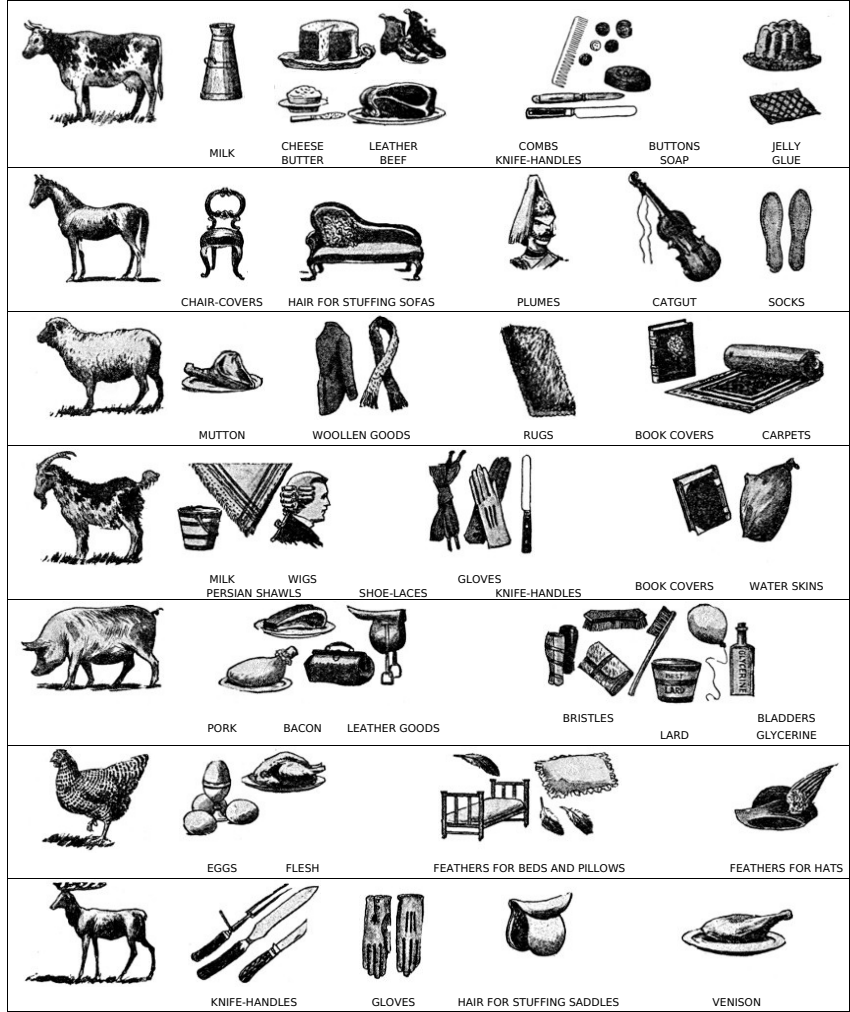 MILK
CHEESE
BUTTER
LEATHER
BEEF
COMBS
KNIFE-HANDLES
BUTTONS
SOAP
JELLY
GLUE
CHAIR-COVERS
HAIR FOR STUFFING SOFAS
PLUMES
CATGUT
SOCKS
MUTTON
WOOLLEN GOODS
RUGS
BOOK COVERS
CARPETS
MILK
WIGS
PERSIAN SHAWLS
SHOE-LACES
GLOVES
KNIFE-HANDLES
BOOK COVERS
WATER SKINS
BEST
LARD
GLYCERINE
PORK
BACON
LEATHER GOODS
BRISTLES
LARD
BLADDERS
GLYCERINE
EGGS
FLESH
FEATHERS FOR BEDS AND PILLOWS
FEATHERS FOR HATS
KNIFE-HANDLES
GLOVES
HAIR FOR STUFFING SADDLES
VENISON